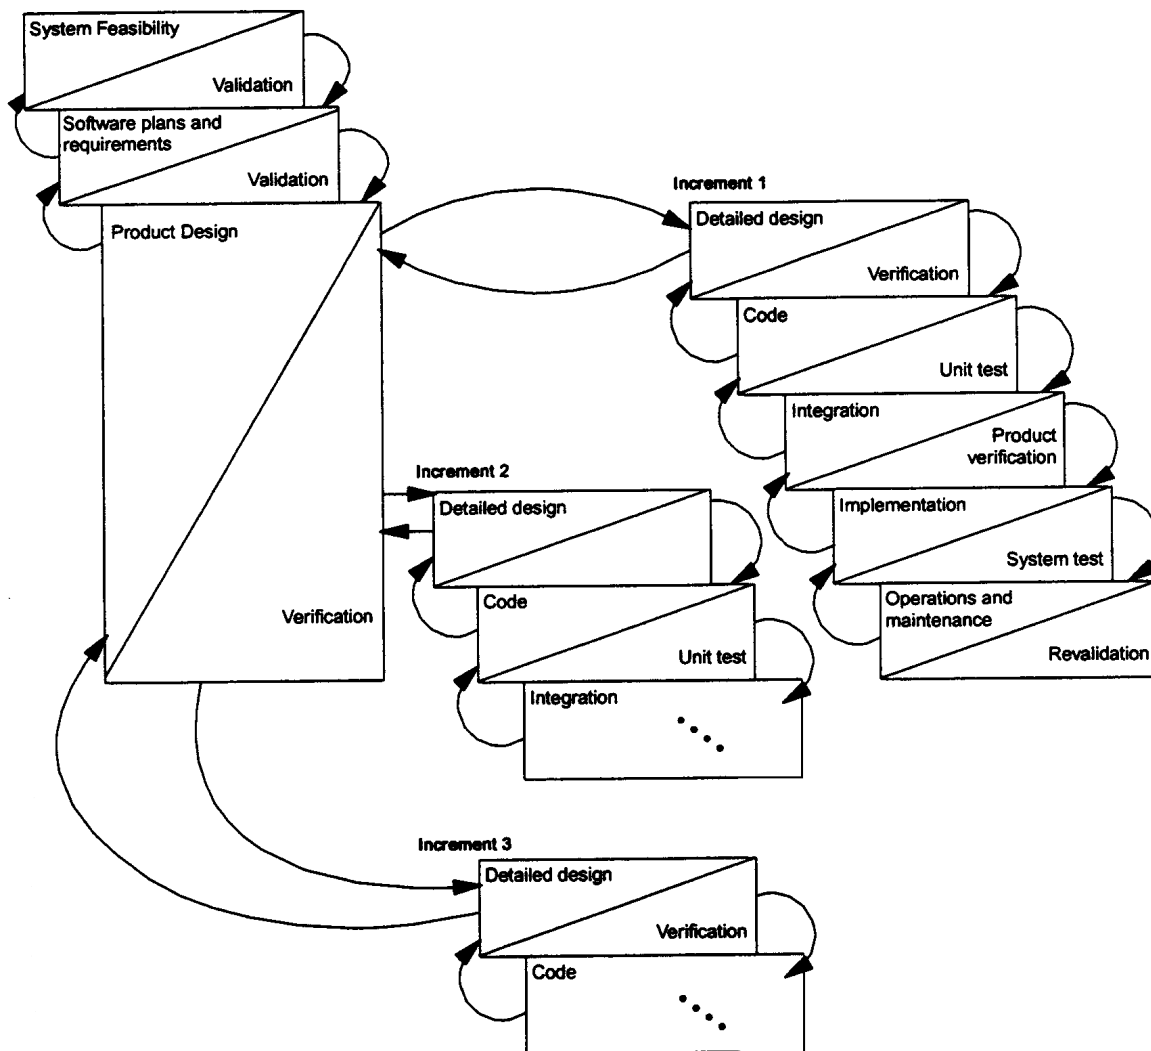 System Feasibility
Validation
Software plans and
requirements
Validation
Product Design
Verification
Increment 1
Detailed design
Verification
Code
Unit test
Integration
Product
verification
Implementation
System test
Operations and
maintenance
Revalidation
Increment 2
Detailed design
Code
Unit test
Integration
Increment 3
Detailed design
Verification
Code